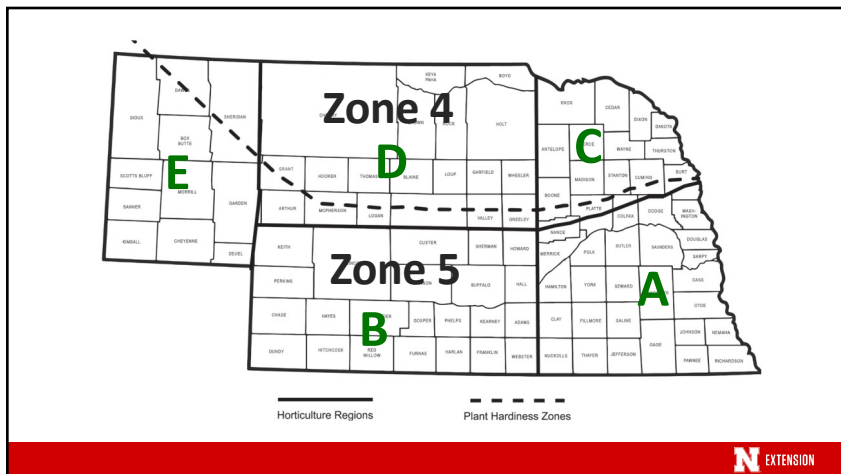 KEYA
PAHA
BOYD
SIOUX
SHERIDAN
Zone 4
HOLT
KNOX
CEDAR
DIXON
DAKOTA
BOX
BUTTE
ANTELOPE
C
WAYNE
THURSTON
D
E
GRANT
HOOKER
THOMAS
BLAINE
LOUP
GARFIELD
WHEELER
MADISON
STANTON
CUMING
BURT
SCOTTS BLUFF
MORRILL
GARDEN
BOONE
BANNER
ARTHUR
MCPHERSON
LOGAN
VALLEY
GREELEY
PLATTE
COLFAX
DODGE
WASH-
INGTON
KIMBALL
CHEYENNE
DEUEL
KEITH
CUSTER
SHERMAN
HOWARD
NANCE
MERRICK
POLK
BUTLER
SAUNDERS
DOUGLAS
SARPY
Zone 5
PERKINS
BUFFALO
HALL
HAMILTON
YORK
SEWARD
A
CASS
OTOE
CHASE
HAYES
B
GOSPER
PHELPS
KEARNEY
ADAMS
CLAY
FILLMORE
SALINE
GAGE
JOHNSON
NEMAHA
DUNDY
HITCHCOCK
RED
WILLOW
FURNAS
HARLAN
FRANKLIN
WEBSTER
NUCKOLLS
THAYER
JEFFERSON
PAWNEE
RICHARDSON
Horticulture Regions
Plant Hardiness Zones
N EXTENSION